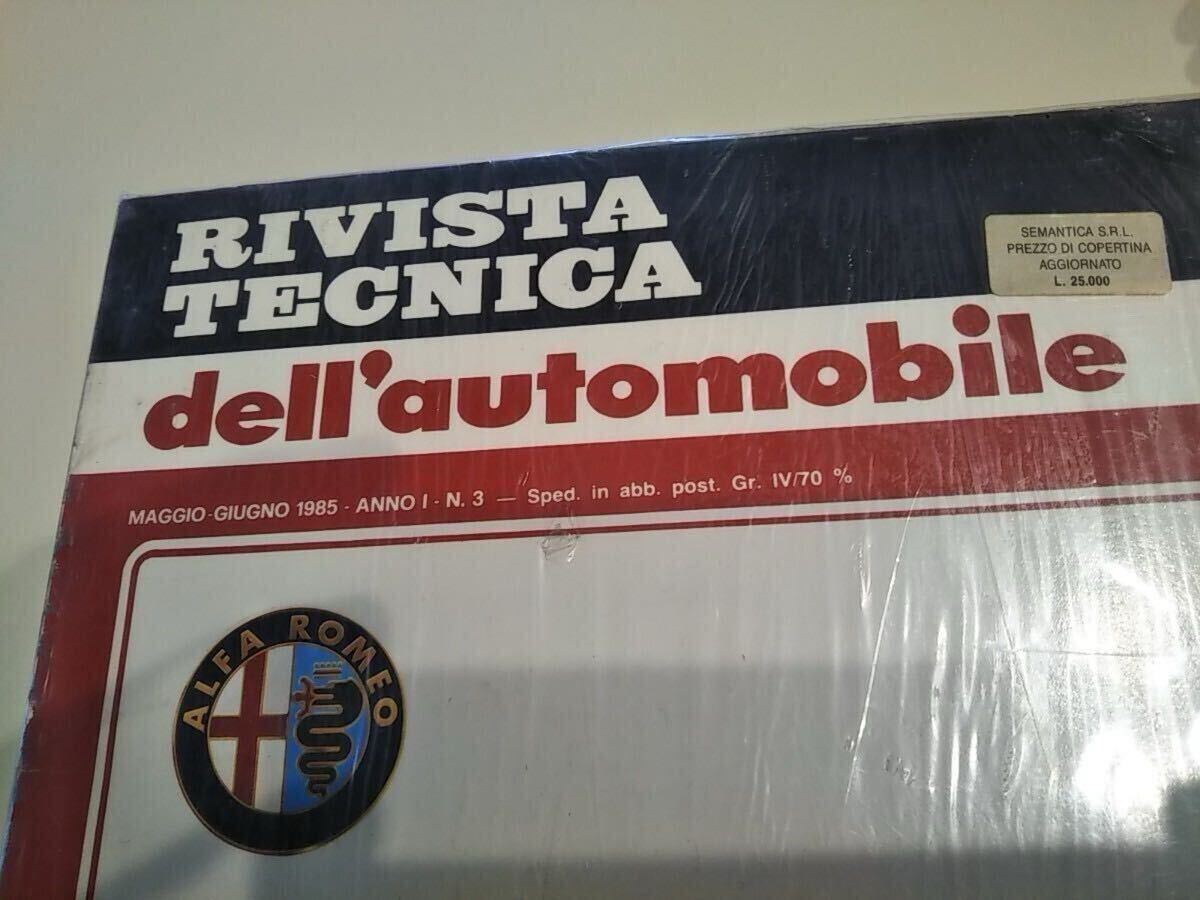 RIVISTA
TECNICA
dell'automobile
SEMANTICA S.R.L.
PREZZO DI COPERTINA
AGGIORNATO
L. 25.000
MAGGIO-GIUGNO 1985 - ANNO I - N. 3 — Sped. in abb. post. Gr. IV/70 %
ALFA ROMEO